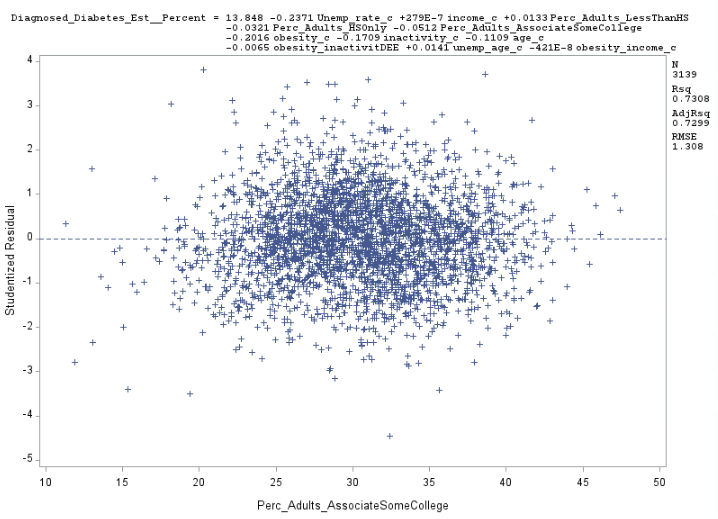 Diagnosed_Diabetes_Est__Percent = 13.848 -0.2371 Unemp_rate_c +279E-7 income_c +0.0133 Perc_Adults_LessThanHS
-0.0321 Perc_Adults_HSOnly -0.0512 Perc_Adults_AssociateSomeCollege
-0.2016 obesity_c -0.1709 inactivity_c -0.1109 age_c
-0.0065 obesity_inactivitDEE +0.0141 unemp_age_c -421E-8 obesity_income_c
N
3139
Rsq
0.7308
AdjRsq
0.7299
RMSE
1.308
Studentized Residual
4
3
2
1
0
-1
-2
-3
-4
-5
10 15 20 25 30 35 40 45 50
Perc_Adults_AssociateSomeCollege